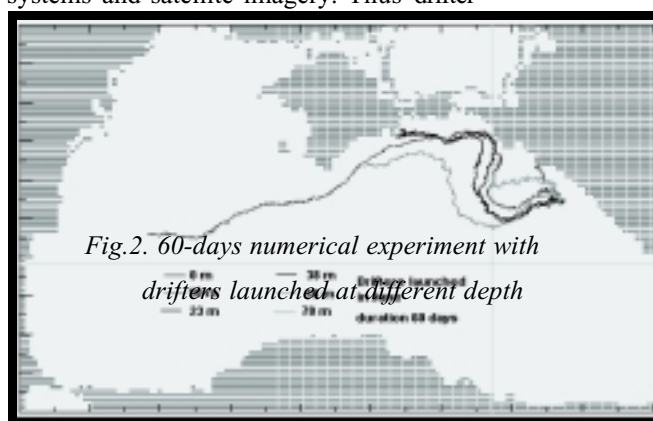 systems and satellite imagery. Thus drifter
Fig.2. 60-days numerical experiment with
drifters launched at different depth
0 m 38 m Drifters launched
23 m 70 m duration 60 days